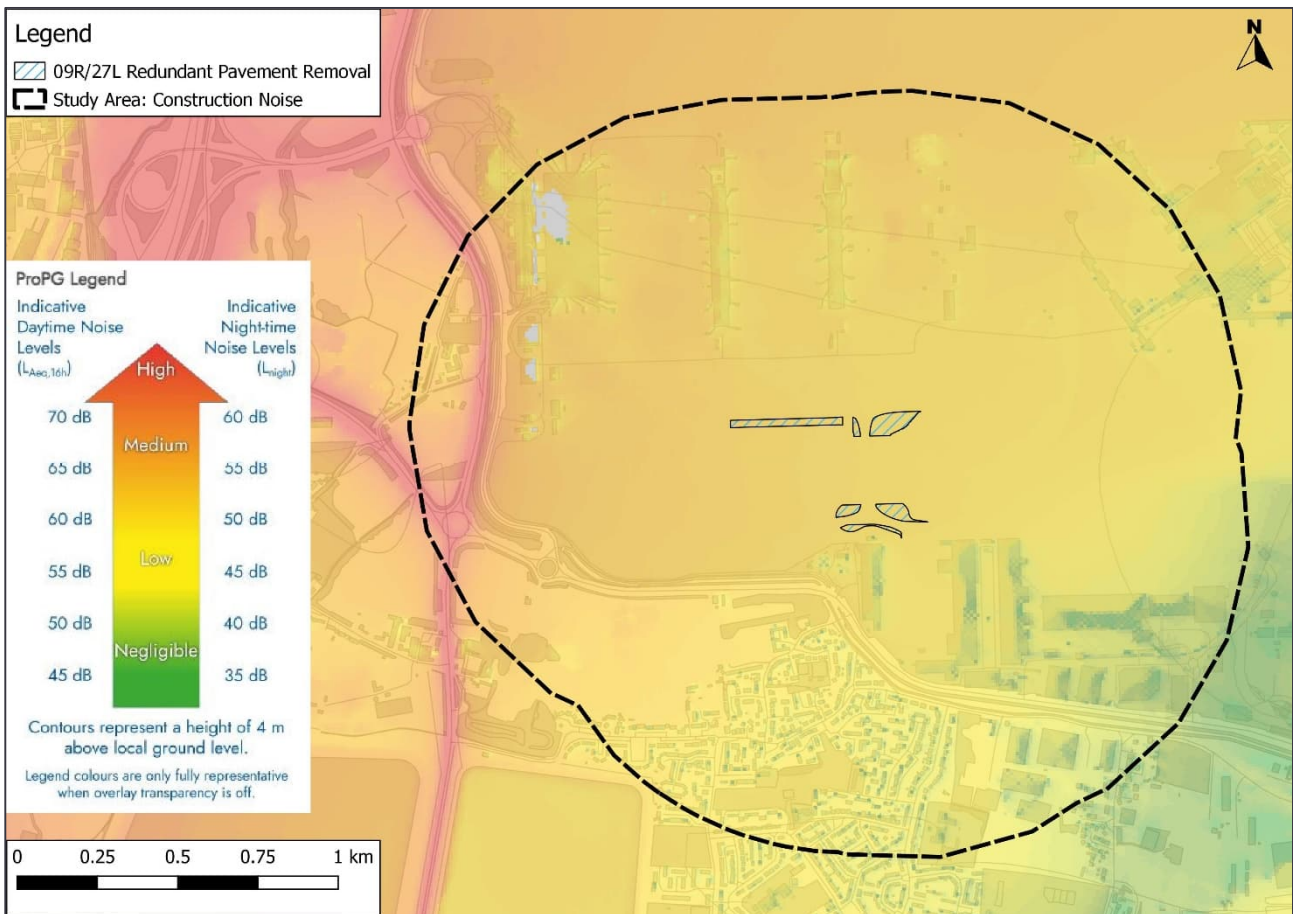 Legend
09R/27L Redundant Pavement Removal
Study Area: Construction Noise
N
ProPG Legend
Indicative Daytime Noise Levels (LAeq,16h)
Indicative Night-time Noise Levels (Lnight)
High
70 dB
60 dB
Medium
65 dB
55 dB
60 dB
50 dB
Low
55 dB
45 dB
50 dB
40 dB
Negligible
45 dB
35 dB
Contours represent a height of 4 m
above local ground level.
Legend colours are only fully representative
when overlay transparency is off.
0 0.25 0.5 0.75 1 km